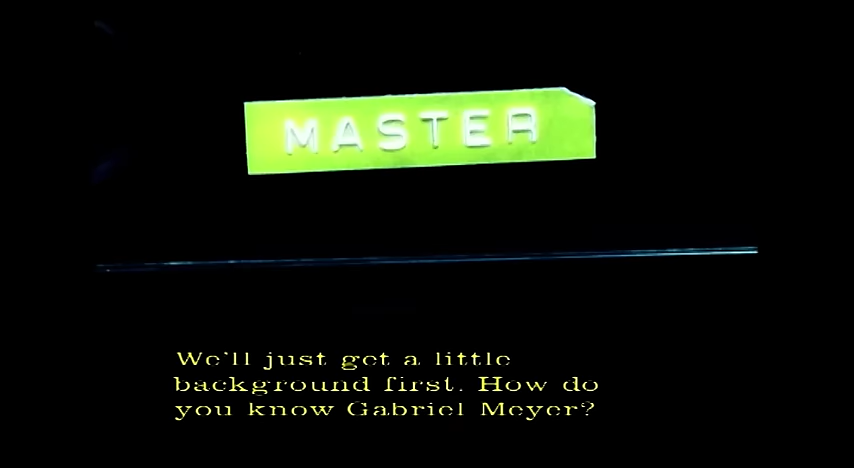 MASTER
We'll just get a little
background first. How do
you know Gabriel Meyer?